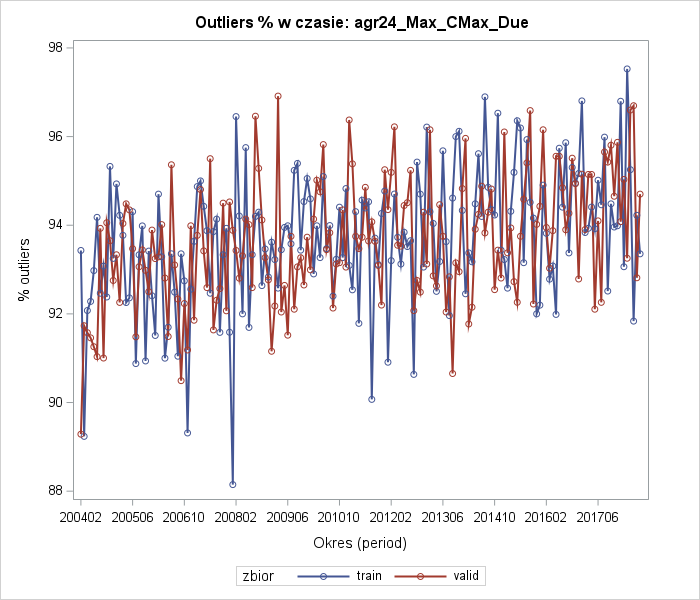 Outliers % w czasie: agr24_Max_CMax_Due
98
96
94
92
90
88
% outliers
200402 200506 200610 200802 200906 201010 201202 201306 201410 201602 201706
Okres (period)
zbior train valid